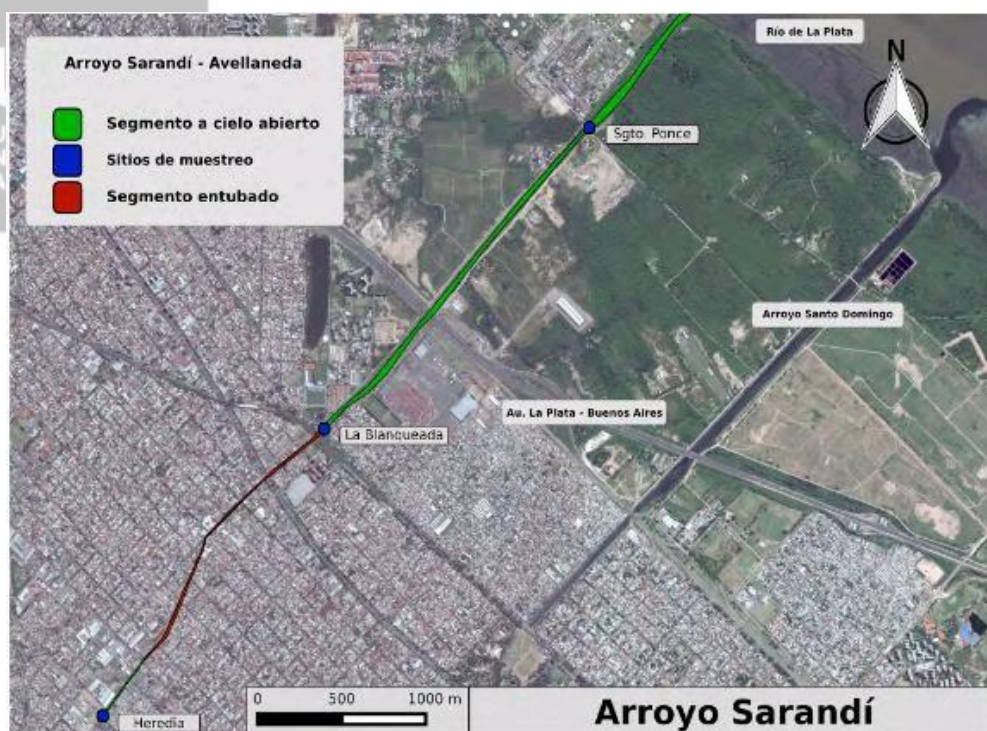 Río de La Plata
Arroyo Sarandí - Avellaneda
N
Segmento a cielo abierto
Sitios de muestreo
Segmento entubado
Sgto. Ponce
Arroyo Santo Domingo
Au. La Plata - Buenos Aires
La Blanqueada
0 500 1000 m
Arroyo Sarandí
Heredia